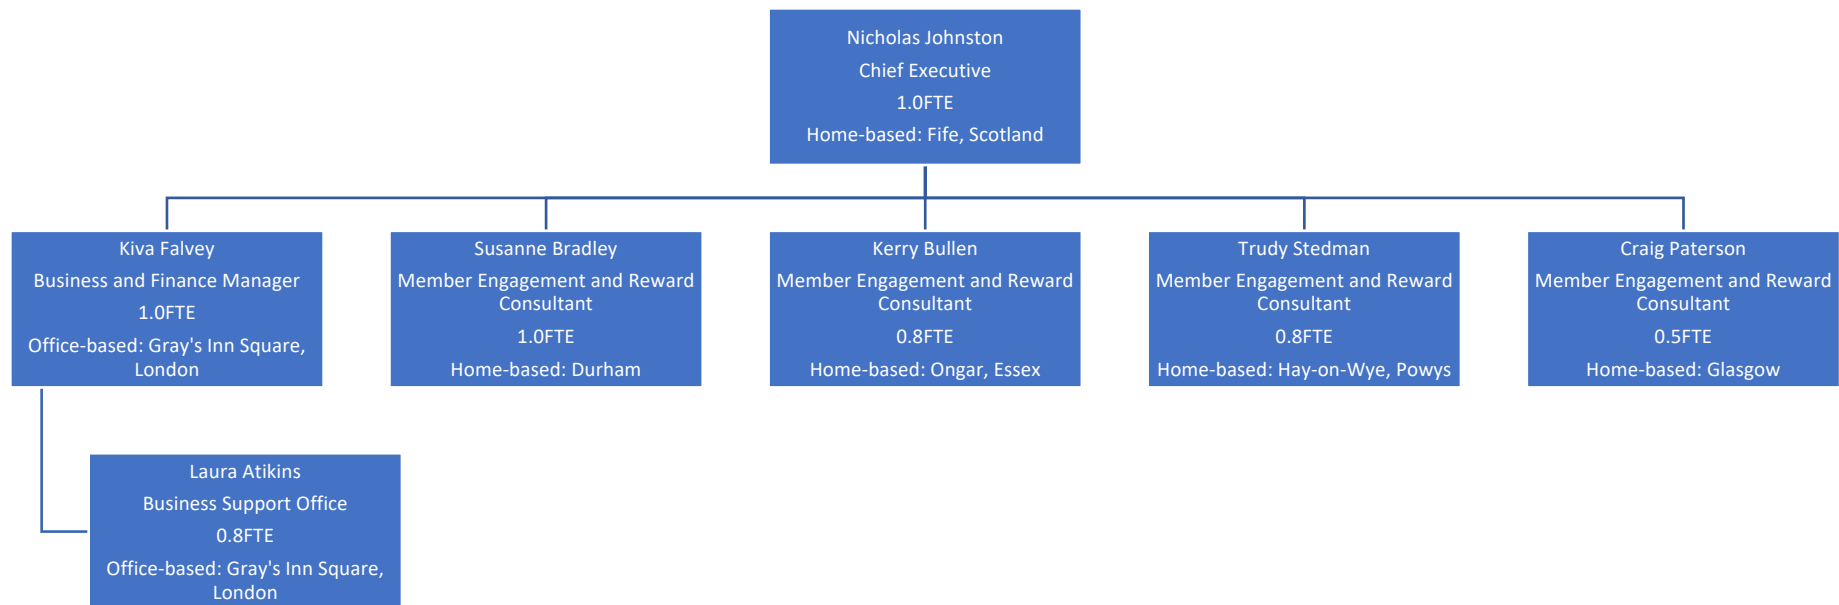 Nicholas Johnston
Chief Executive
1.0FTE
Home-based: Fife, Scotland
Kiva Falvey
Business and Finance Manager
1.0FTE
Office-based: Gray's Inn Square,
London
Susanne Bradley
Member Engagement and Reward
Consultant
1.0FTE
Home-based: Durham
Kerry Bullen
Member Engagement and Reward
Consultant
0.8FTE
Home-based: Ongar, Essex
Trudy Stedman
Member Engagement and Reward
Consultant
0.8FTE
Home-based: Hay-on-Wye, Powys
Craig Paterson
Member Engagement and Reward
Consultant
0.5FTE
Home-based: Glasgow
Laura Atikins
Business Support Office
0.8FTE
Office-based: Gray's Inn Square,
London